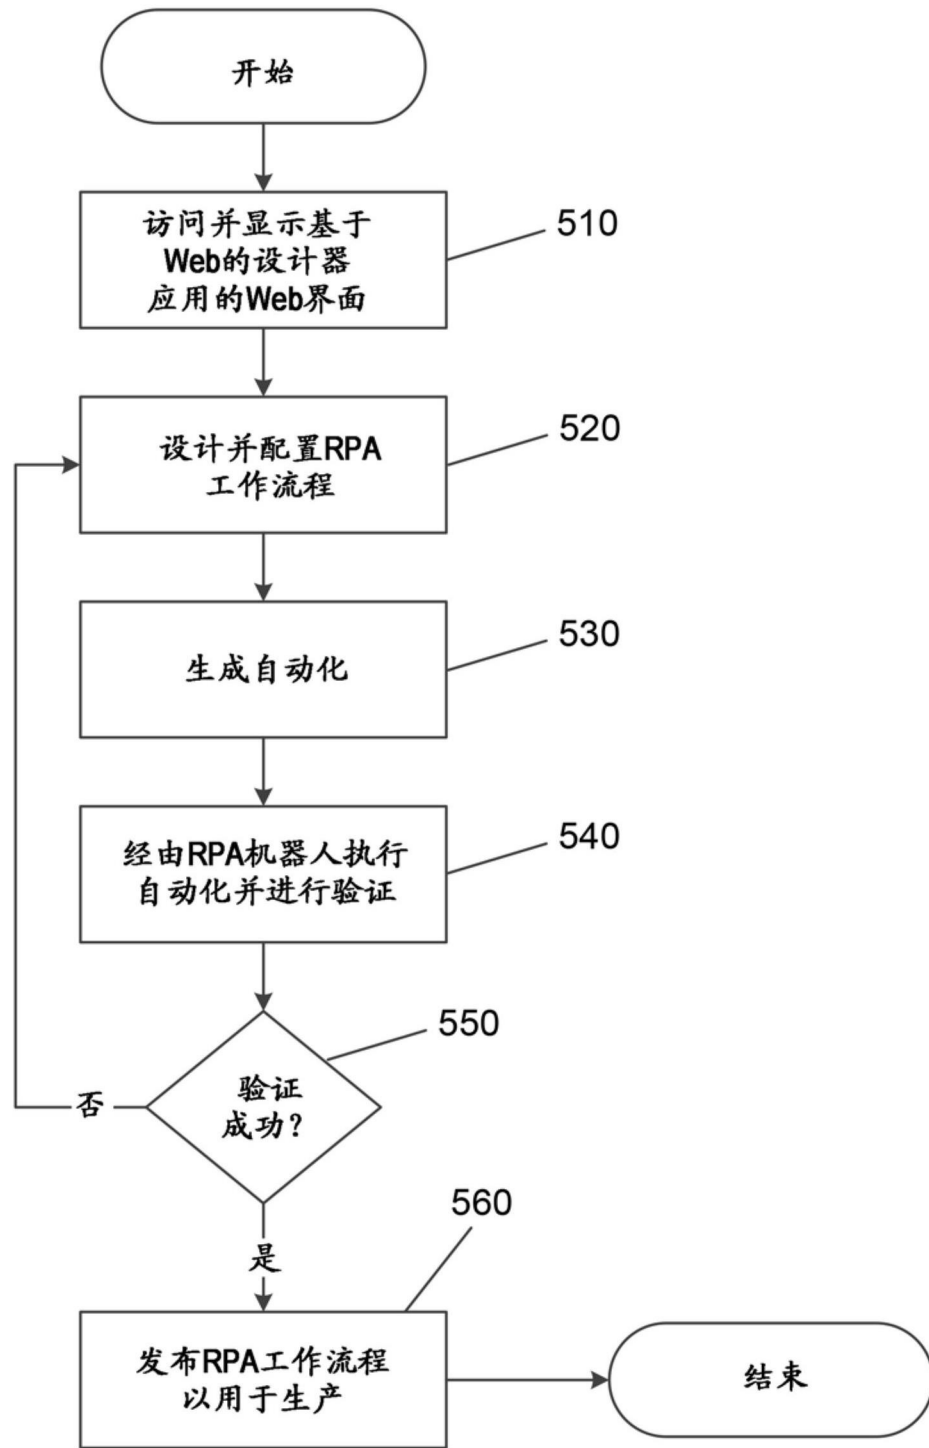 开始
访问并显示基于
Web的设计器
应用的Web界面
510
设计并配置RPA
工作流程
520
生成自动化
530
经由RPA机器人执行
自动化并进行验证
540
验证
成功?
550
否
是
560
发布RPA工作流程
以用于生产
结束